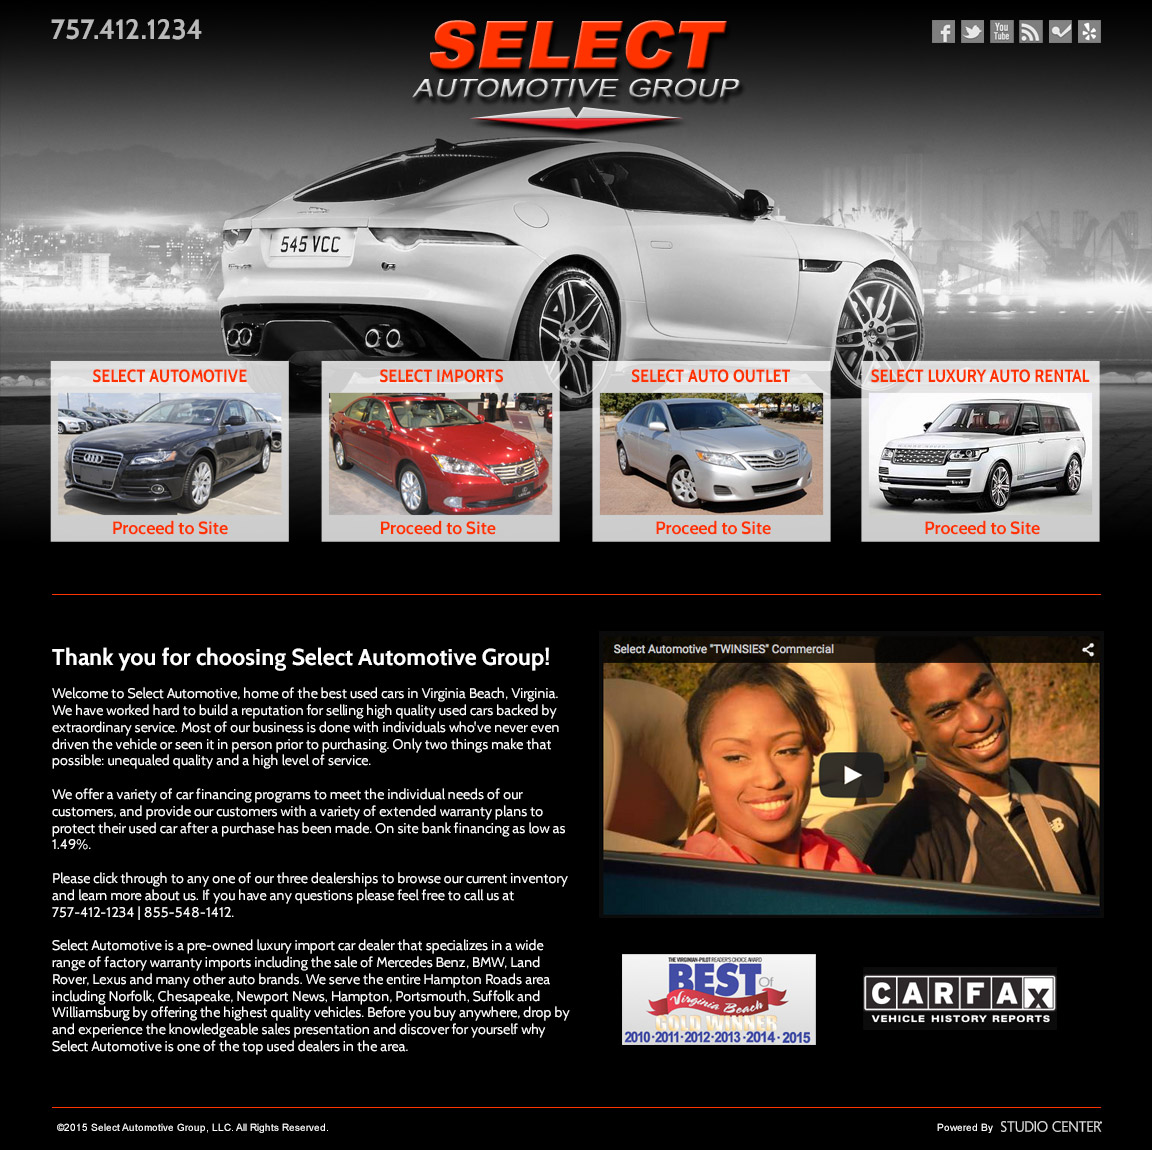 757.412.1234
SELECT
AUTOMOTIVE GROUP
You
Tube
545 VCC
SELECT AUTOMOTIVE
SELECT IMPORTS
SELECT AUTO OUTLET
SELECT LUXURY AUTO RENTAL
Proceed to Site
Proceed to Site
Proceed to Site
Proceed to Site
Thank you for choosing Select Automotive Group!
Welcome to Select Automotive, home of the best used cars in Virginia Beach, Virginia.
We have worked hard to build a reputation for selling high quality used cars backed by
extraordinary service. Most of our business is done with individuals who've never even
driven the vehicle or seen it in person prior to purchasing. Only two things make that
possible: unequaled quality and a high level of service.
We offer a variety of car financing programs to meet the individual needs of our
customers, and provide our customers with a variety of extended warranty plans to
protect their used car after a purchase has been made. On site bank financing as low as
1.49%.
Please click through to any one of our three dealerships to browse our current inventory
and learn more about us. If you have any questions please feel free to call us at
757-412-1234 | 855-548-1412.
Select Automotive is a pre-owned luxury import car dealer that specializes in a wide
range of factory warranty imports including the sale of Mercedes Benz, BMW, Land
Rover, Lexus and many other auto brands. We serve the entire Hampton Roads area
including Norfolk, Chesapeake, Newport News, Hampton, Portsmouth, Suffolk and
Williamsburg by offering the highest quality vehicles. Before you buy anywhere, drop by
and experience the knowledgeable sales presentation and discover for yourself why
Select Automotive is one of the top used dealers in the area.
Select Automotive "TWINSIES" Commercial
THE VIRGINIAN-PILOT READER'S CHOICE AWARD
BEST Of
Virginia Beach
GOLD WINNER
2010·2011·2012·2013·2014·2015
CARFAX
VEHICLE HISTORY REPORTS
©2015 Select Automotive Group, LLC. All Rights Reserved.
Powered By STUDIO CENTER